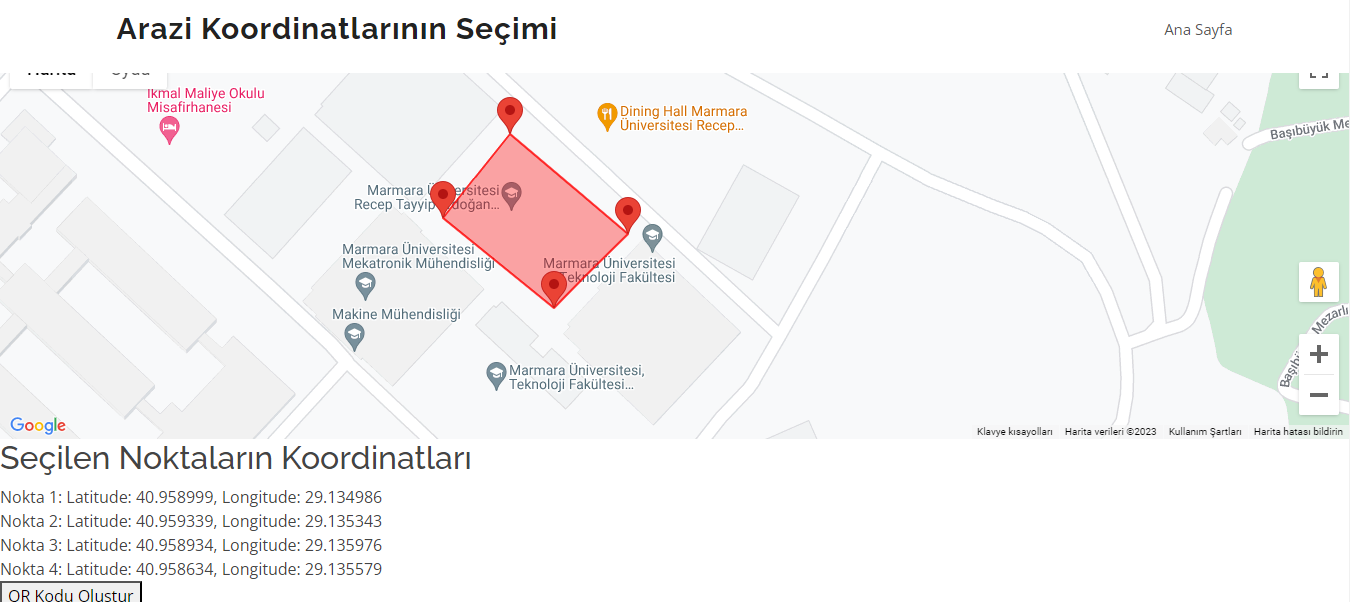 Arazi Koordinatlarının Seçimi
Ana Sayfa
Harita
Uydu
İkmal Maliye Okulu
Misafirhanesi
Dining Hall Marmara
Üniversitesi Recep...
Başıbüyük Me
Marmara Üniversitesi
Recep Tayyip Erdoğan...
Marmara Üniversitesi
Mekatronik Mühendisliği
Marmara Üniversitesi
Teknoloji Fakültesi
Makine Mühendisliği
Mezarlı
Marmara Üniversitesi,
Teknoloji Fakültesi...
Google
Klavye kısayolları
Harita verileri ©2023
Kullanım Şartları
Harita hatası bildirin
Seçilen Noktaların Koordinatları
Nokta 1: Latitude: 40.958999, Longitude: 29.134986
Nokta 2: Latitude: 40.959339, Longitude: 29.135343
Nokta 3: Latitude: 40.958934, Longitude: 29.135976
Nokta 4: Latitude: 40.958634, Longitude: 29.135579
QR Kodu Oluştur